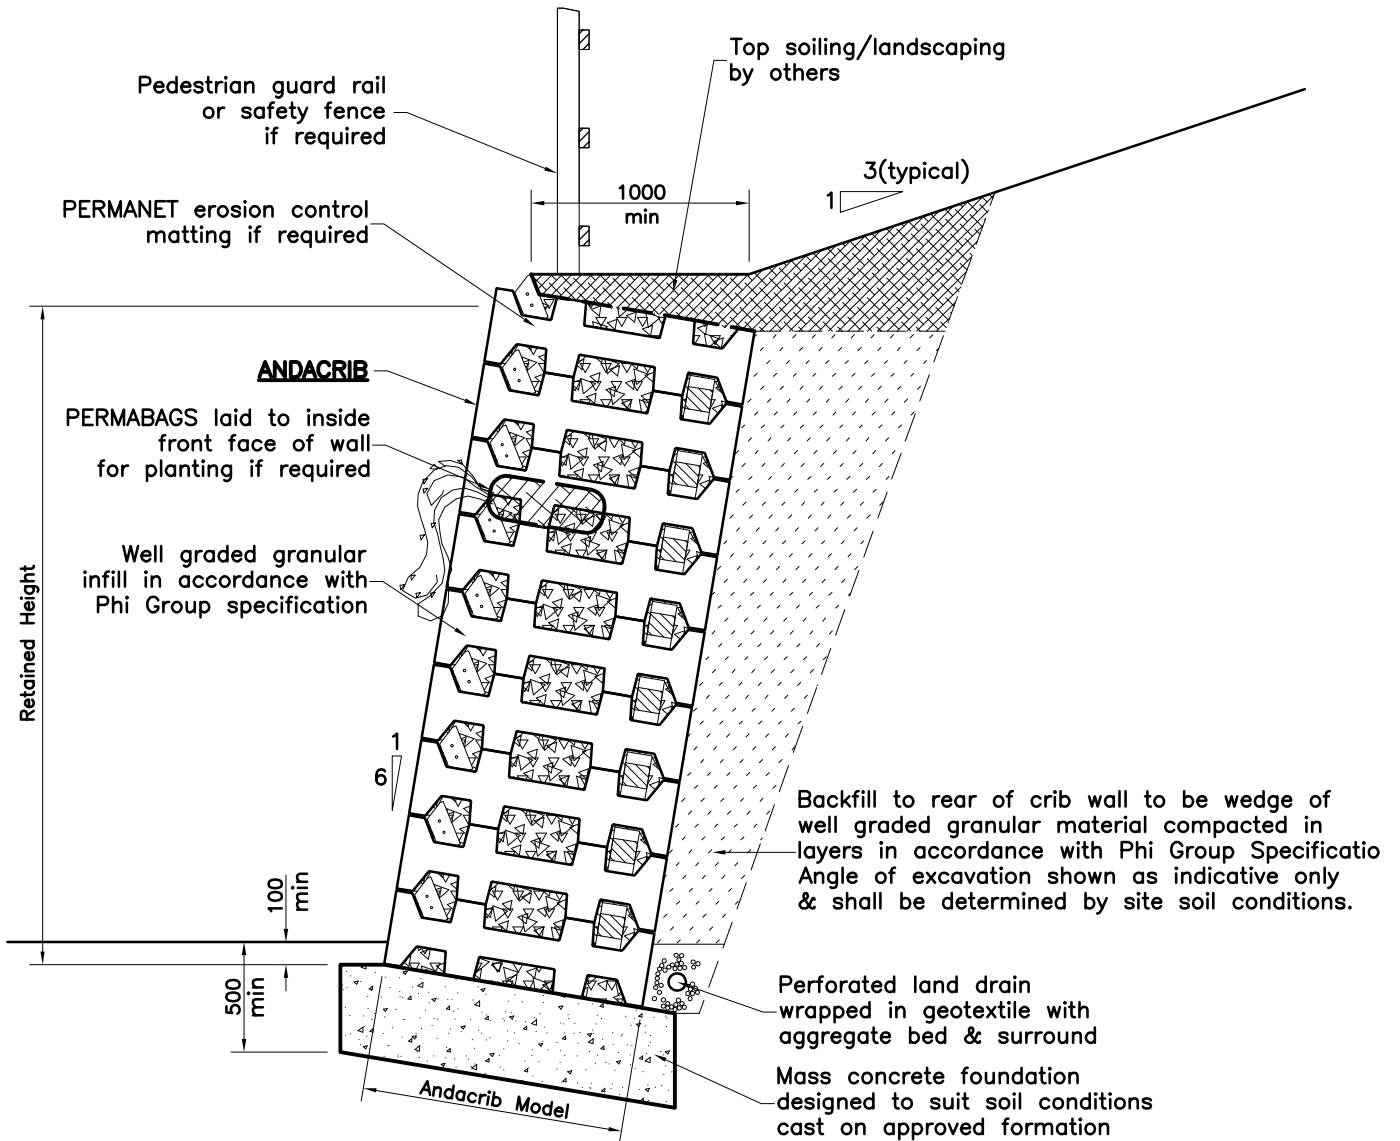 Top soiling/landscaping
by others
Pedestrian guard rail
or safety fence
if required
3(typical)
1
1000
min
PERMANET erosion control
matting if required
ANDACRIB
PERMABAGS laid to inside
front face of wall
for planting if required
Well graded granular
infill in accordance with
Phi Group specification
Retained Height
1
6
Backfill to rear of crib wall to be wedge of
well graded granular material compacted in
layers in accordance with Phi Group Specificatio
Angle of excavation shown as indicative only
& shall be determined by site soil conditions.
100
min
500
min
Perforated land drain
wrapped in geotextile with
aggregate bed & surround
Mass concrete foundation
designed to suit soil conditions
cast on approved formation
Andacrib Model